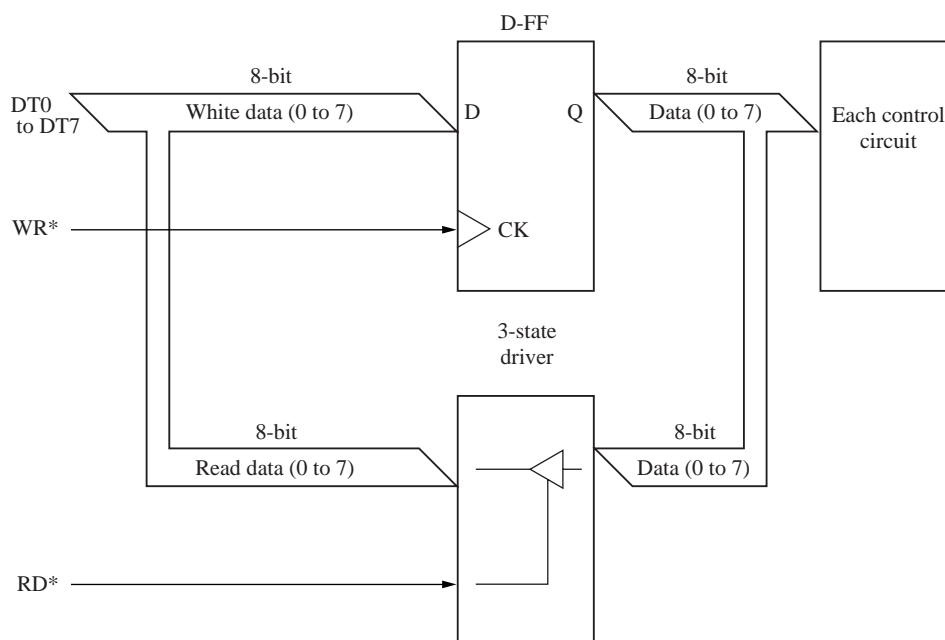 D-FF
8-bit
8-bit
DT0
to DT7
White data (0 to 7)
D
Q
Data (0 to 7)
Each control
circuit
WR*
CK
3-state
driver
8-bit
8-bit
Read data (0 to 7)
Data (0 to 7)
RD*